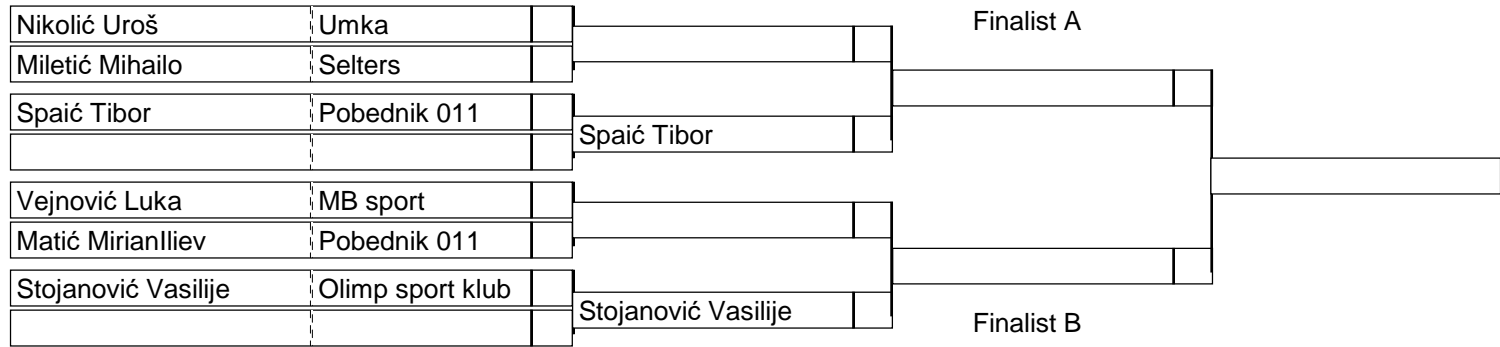 Nikolić Uroš Umka
Finalist A
Miletić Mihailo Selters
Spaić Tibor Pobednik 011
Spaić Tibor
Vejnović Luka MB sport
Matić MirianIliev Pobednik 011
Stojanović Vasilije Olimp sport klub
Stojanović Vasilije
Finalist B